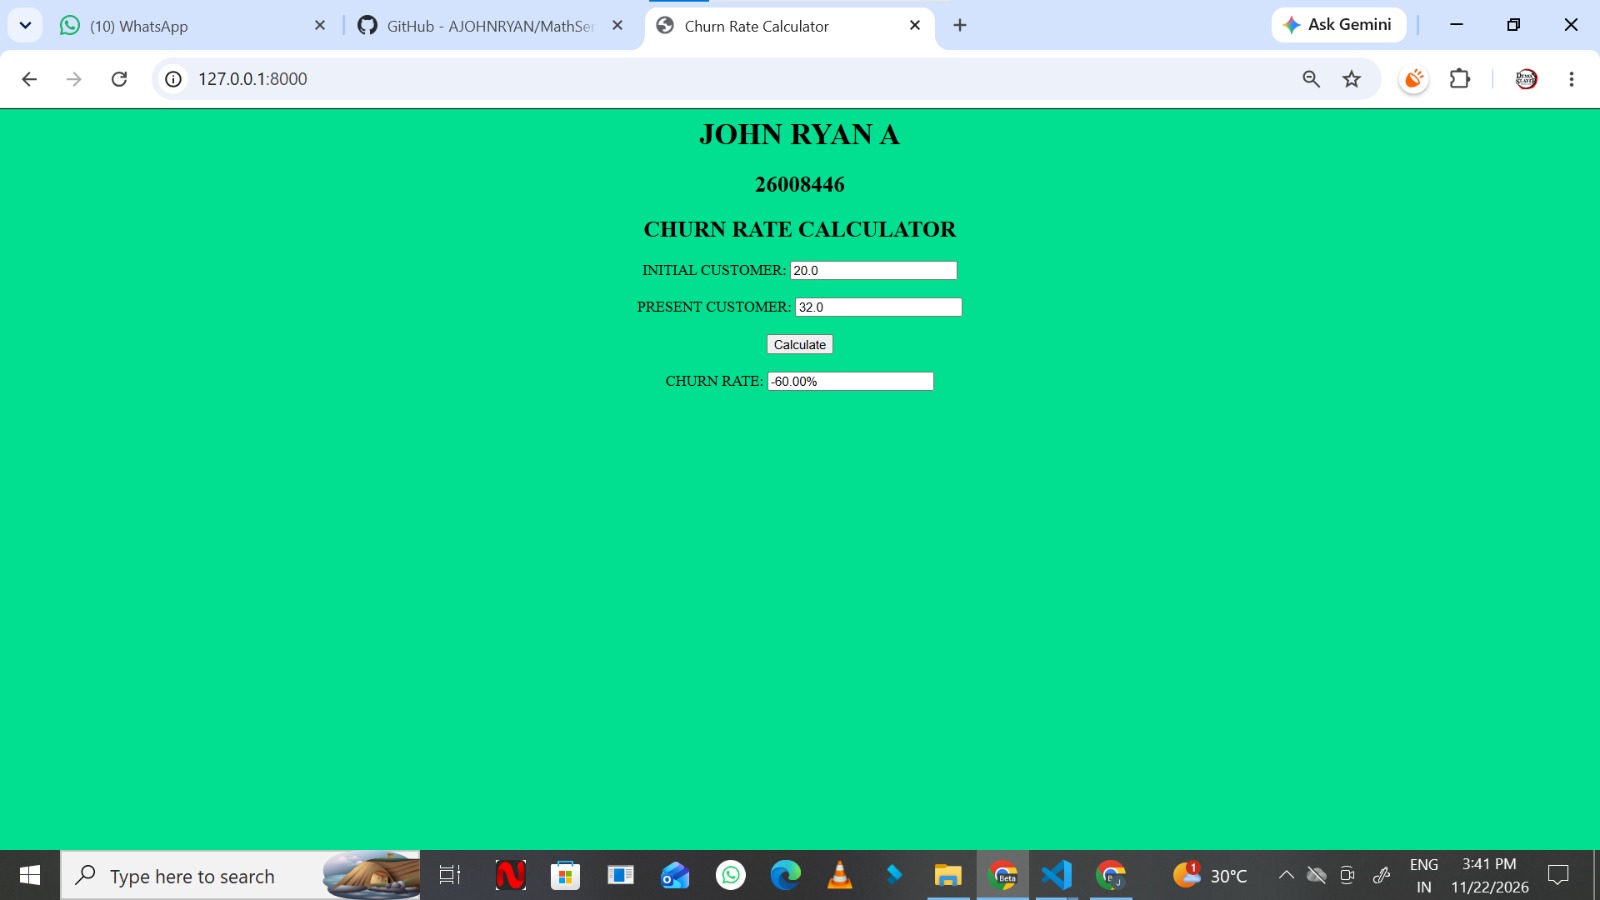 (10) WhatsApp
GitHub - AJOHNRYAN/MathSer
Churn Rate Calculator
Ask Gemini
127.0.0.1:8000
JOHN RYAN A
26008446
CHURN RATE CALCULATOR
INITIAL CUSTOMER: 20.0
PRESENT CUSTOMER: 32.0
Calculate
CHURN RATE: -60.00%
Type here to search
Beta
1
30°C
ENG
IN
3:41 PM
11/22/2026